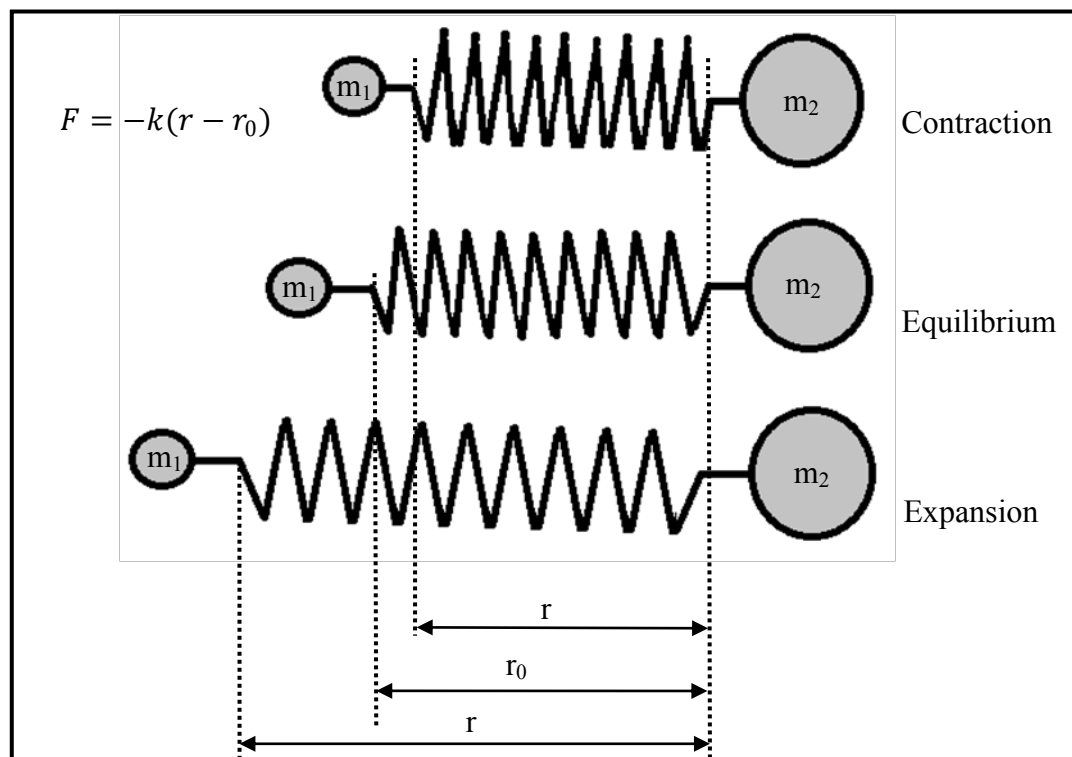 m₁
m₂
F = −k(r − r₀)
Contraction
m₁
m₂
Equilibrium
m₁
m₂
Expansion
r
r₀
r